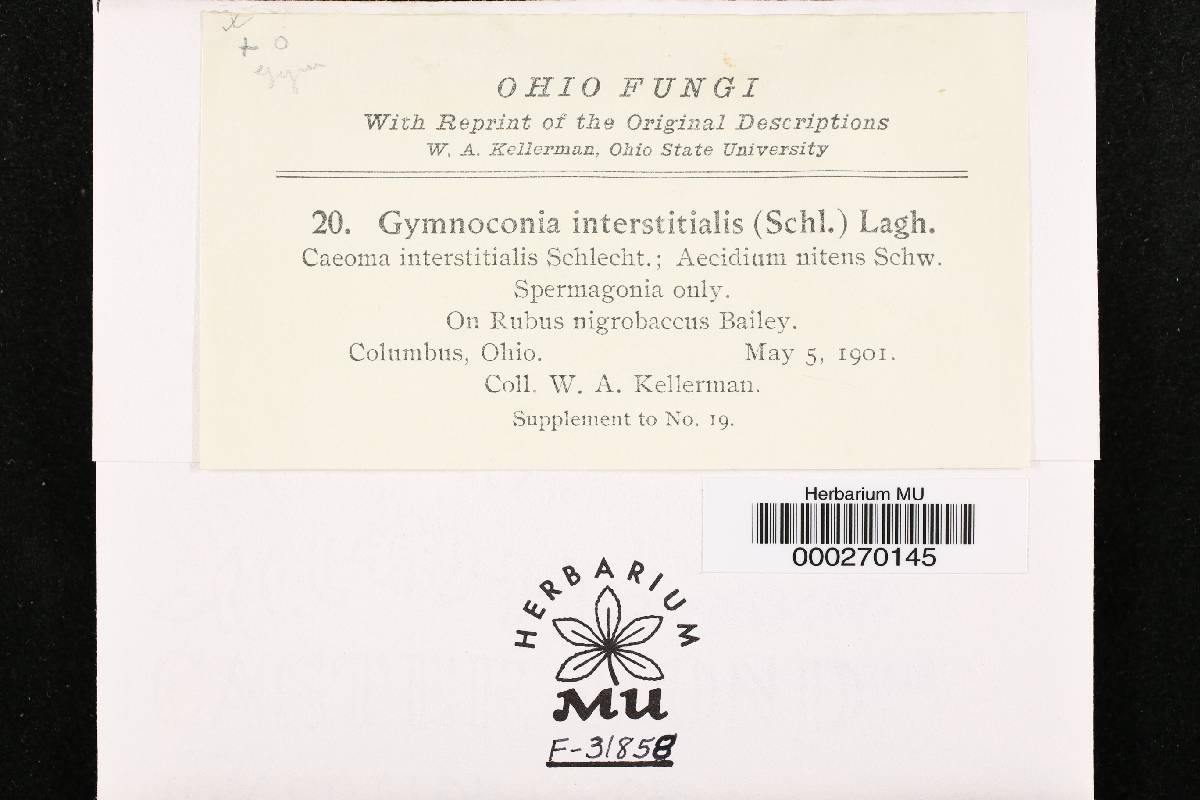 x
+ o
OHIO FUNGI
With Reprint of the Original Descriptions
W. A. Kellerman, Ohio State University
20. Gymnoconia interstitialis (Schl.) Lagh.
Caeoma interstitialis Schlecht.; Aecidium nitens Schw.
Spermagonia only.
On Rubus nigrobaccus Bailey.
Columbus, Ohio. May 5, 1901.
Coll. W. A. Kellerman.
Supplement to No. 19.
Herbarium MU
000270145
HERBARIUM
MU
F-31858